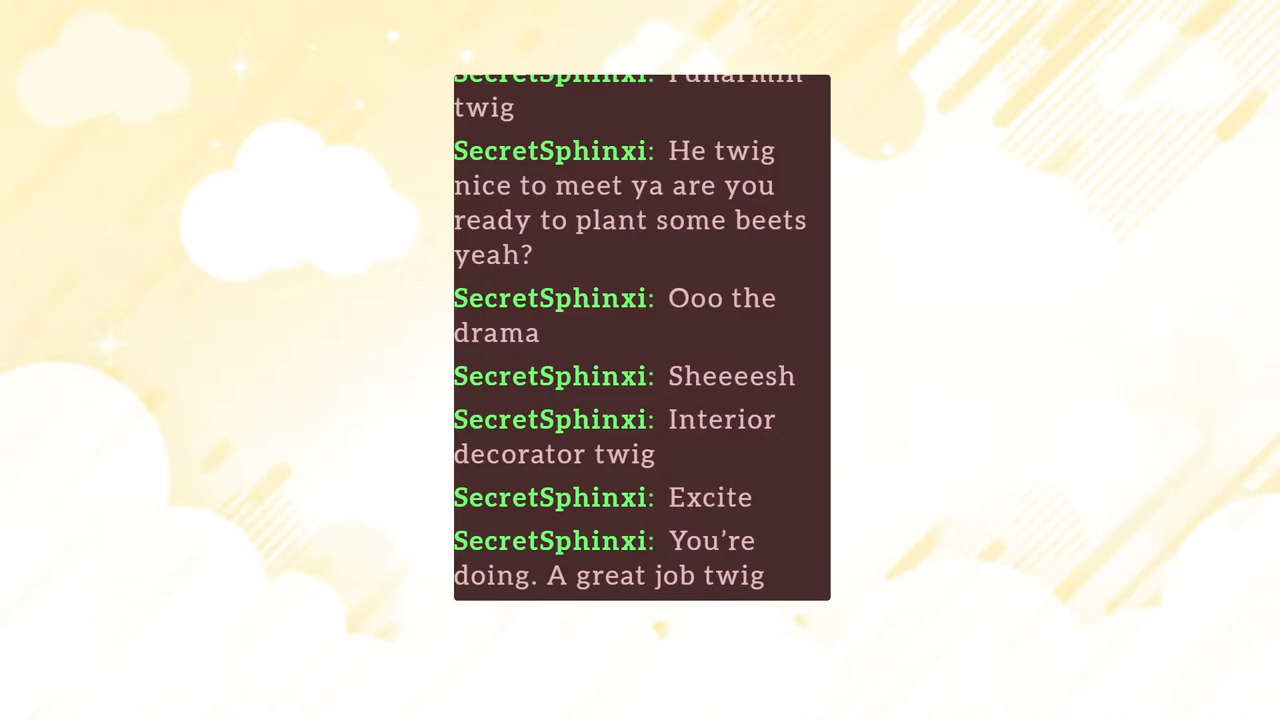 SecretSphinxi:
twig
SecretSphinxi: He twig
nice to meet ya are you
ready to plant some beets
yeah?
SecretSphinxi: Ooo the
drama
SecretSphinxi: Sheeeesh
SecretSphinxi: Interior
decorator twig
SecretSphinxi: Excite
SecretSphinxi: You’re
doing. A great job twig